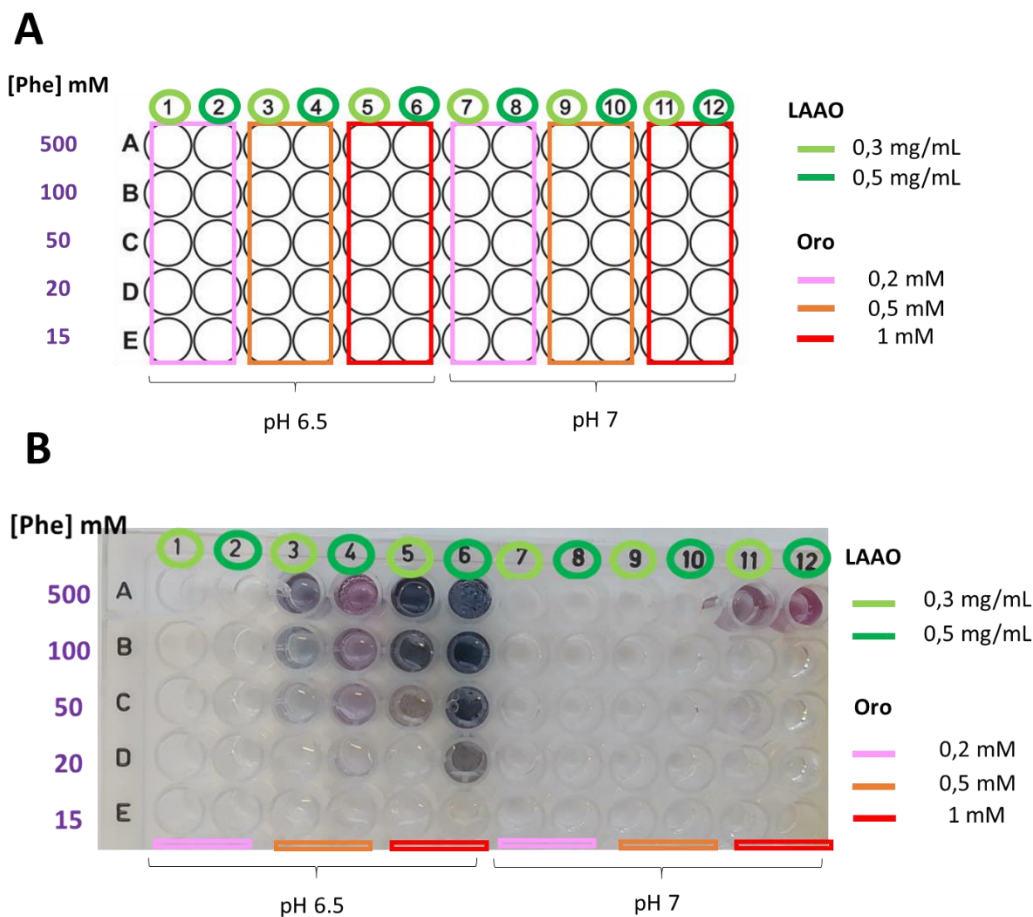 A
[Phe] mM
1 2 3 4 5 6 7 8 9 10 11 12
LAAO
500 A
0,3 mg/mL
0,5 mg/mL
100 B
50 C
Oro
20 D
0,2 mM
0,5 mM
15 E
1 mM
pH 6.5 pH 7
B
[Phe] mM
1 2 3 4 5 6 7 8 9 10 11 12
LAAO
500 A
0,3 mg/mL
0,5 mg/mL
100 B
50 C
Oro
20 D
0,2 mM
0,5 mM
15 E
1 mM
pH 6.5 pH 7